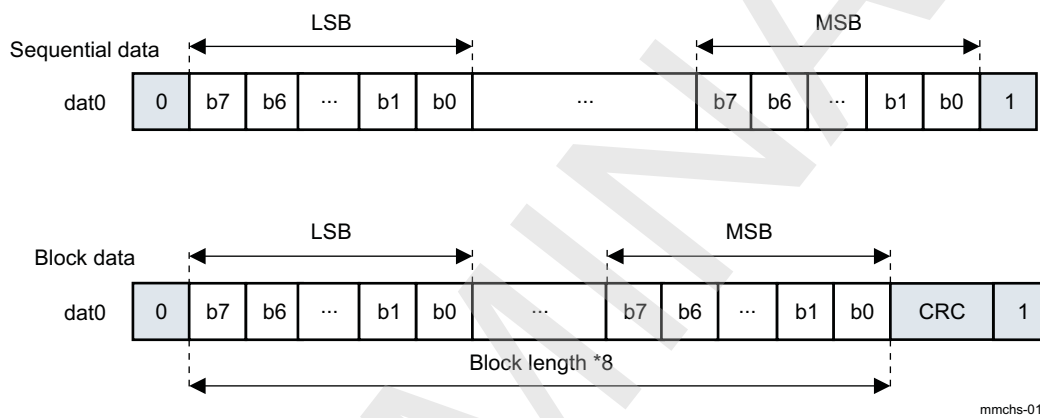 LSB MSB
Sequential data
dat0 0 b7 b6 ... b1 b0 ... b7 b6 ... b1 b0 1
LSB MSB
Block data
dat0 0 b7 b6 ... b1 b0 ... b7 b6 ... b1 b0 CRC 1
Block length *8
mmchs-01